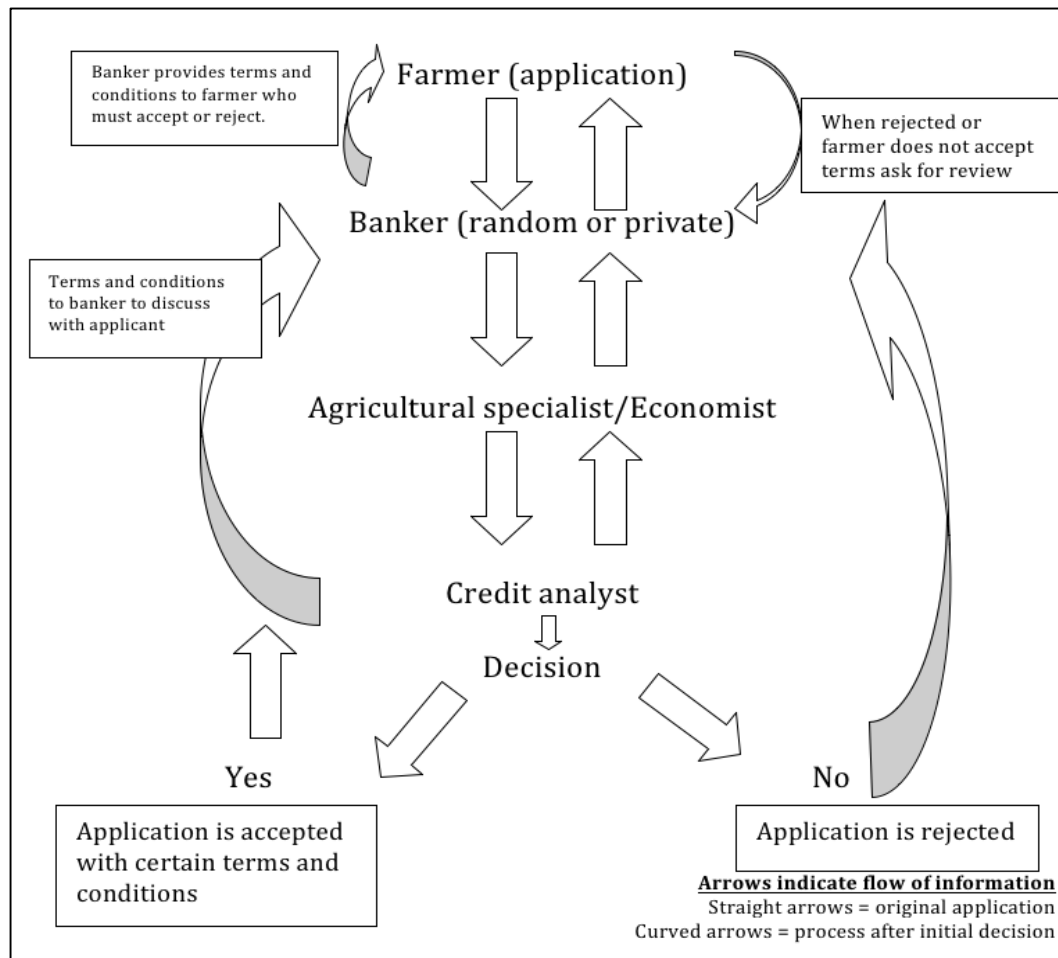 Banker provides terms and
conditions to farmer who
must accept or reject.
Farmer (application)
When rejected or
farmer does not accept
terms ask for review
Banker (random or private)
Terms and conditions
to banker to discuss
with applicant
Agricultural specialist/Economist
Credit analyst
Decision
Yes
No
Application is accepted
with certain terms and
conditions
Application is rejected
Arrows indicate flow of information
Straight arrows = original application
Curved arrows = process after initial decision